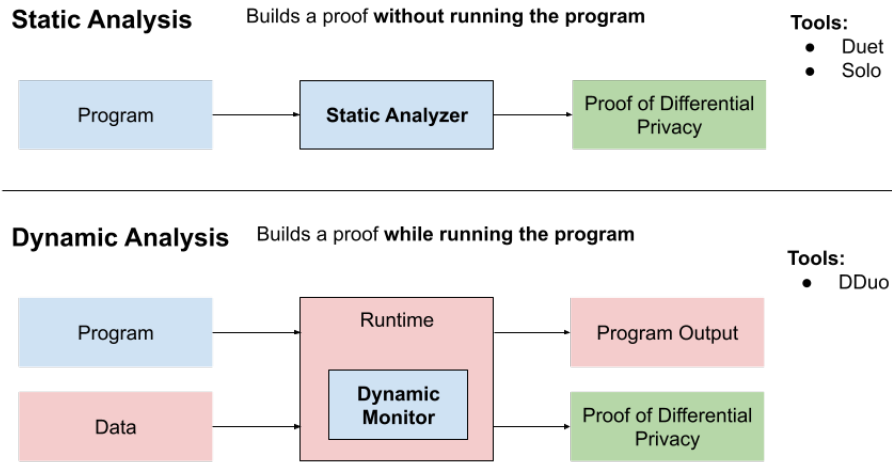 Static Analysis
Builds a proof without running the program
Tools:
● Duet
● Solo
Program
Static Analyzer
Proof of Differential
Privacy
Dynamic Analysis
Builds a proof while running the program
Tools:
● DDuo
Program
Runtime
Program Output
Data
Dynamic
Monitor
Proof of Differential
Privacy